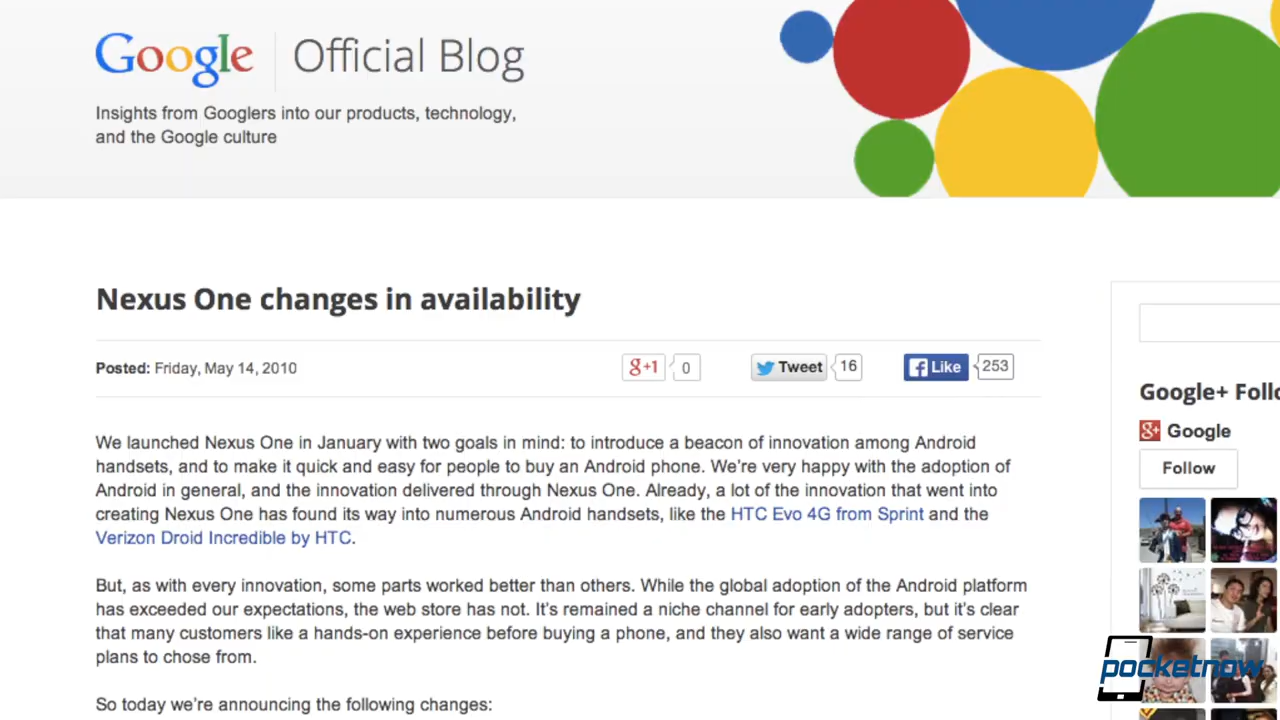 Google Official Blog
Insights from Googlers into our products, technology,
and the Google culture
Nexus One changes in availability
Posted: Friday, May 14, 2010
g+1 0
Tweet 16
Like 253
We launched Nexus One in January with two goals in mind: to introduce a beacon of innovation among Android
handsets, and to make it quick and easy for people to buy an Android phone. We're very happy with the adoption of
Android in general, and the innovation delivered through Nexus One. Already, a lot of the innovation that went into
creating Nexus One has found its way into numerous Android handsets, like the HTC Evo 4G from Sprint and the
Verizon Droid Incredible by HTC.
But, as with every innovation, some parts worked better than others. While the global adoption of the Android platform
has exceeded our expectations, the web store has not. It's remained a niche channel for early adopters, but it's clear
that many customers like a hands-on experience before buying a phone, and they also want a wide range of service
plans to chose from.
So today we're announcing the following changes:
Google+ Follo
g+ Google
Follow
pocketnow